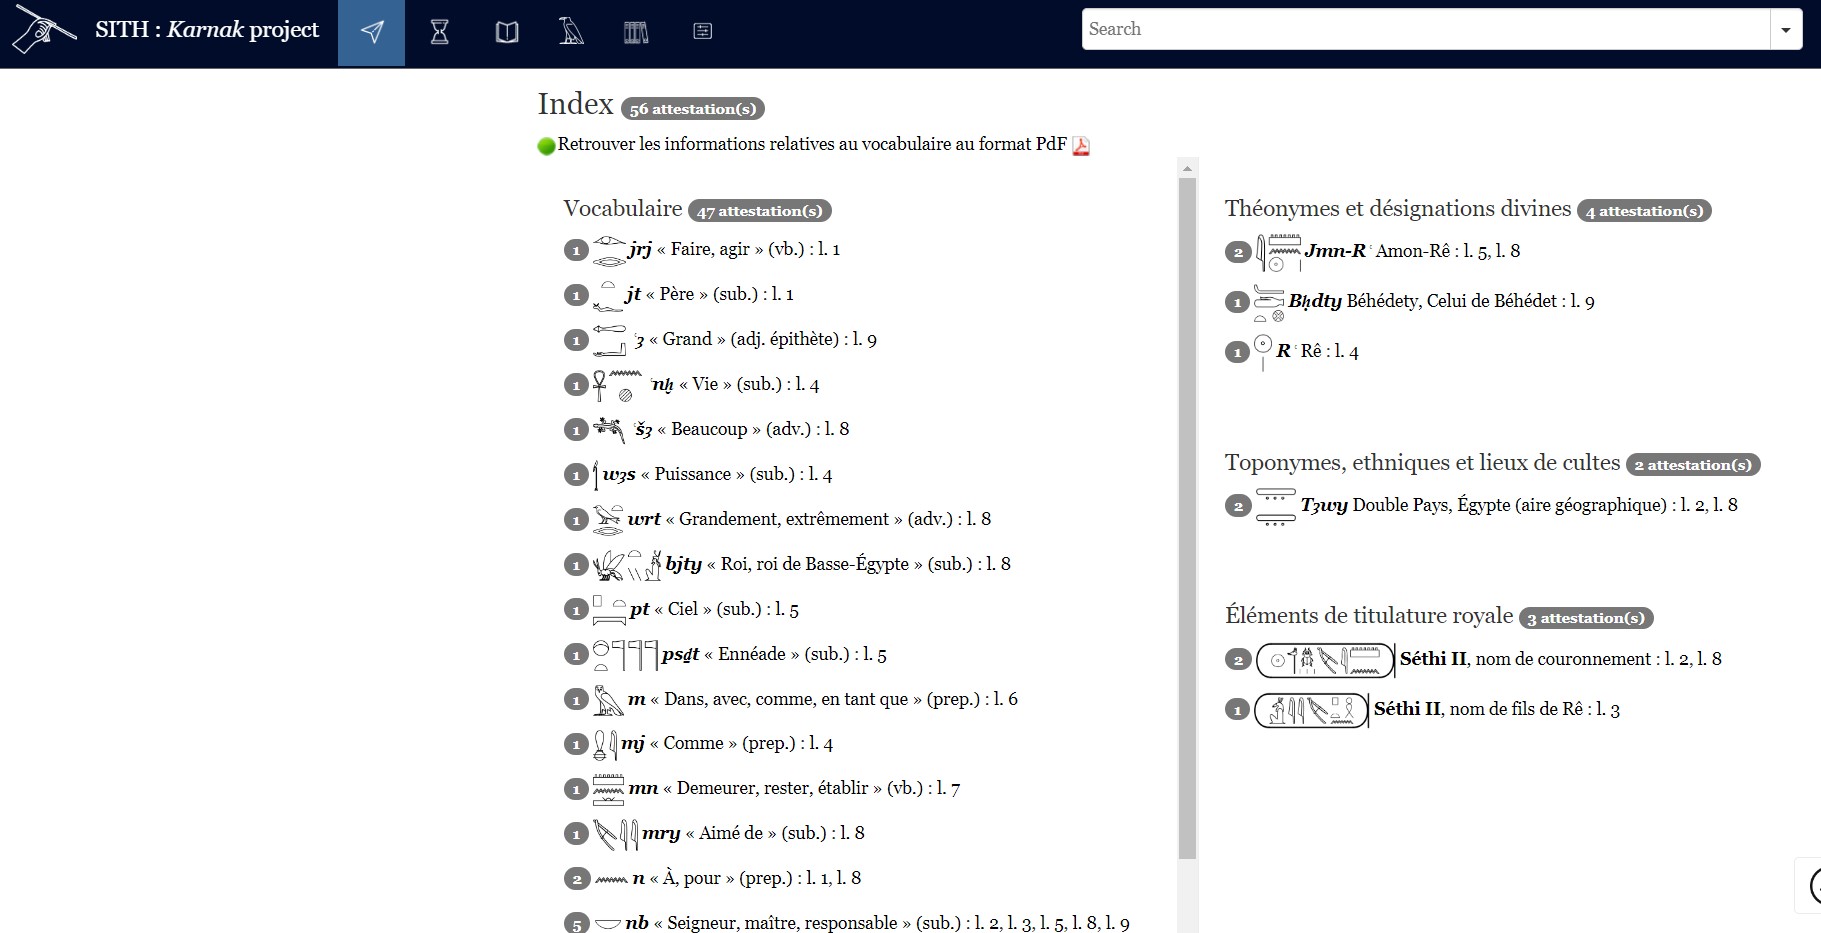 SITH : Karnak project
Search
Index 56 attestation(s)
Retrouver les informations relatives au vocabulaire au format PdF
Vocabulaire 47 attestation(s)
1 jrj « Faire, agir » (vb.) : l. 1
1 jt « Père » (sub.) : l. 1
1 ꜥꜣ « Grand » (adj. épithète) : l. 9
1 ꜥnḫ « Vie » (sub.) : l. 4
1 ꜥšꜣ « Beaucoup » (adv.) : l. 8
1 wꜣs « Puissance » (sub.) : l. 4
1 wrt « Grandement, extrêmement » (adv.) : l. 8
1 bjty « Roi, roi de Basse-Égypte » (sub.) : l. 8
1 pt « Ciel » (sub.) : l. 5
1 psḏt « Ennéade » (sub.) : l. 5
1 m « Dans, avec, comme, en tant que » (prep.) : l. 6
1 mj « Comme » (prep.) : l. 4
1 mn « Demeurer, rester, établir » (vb.) : l. 7
1 mry « Aimé de » (sub.) : l. 8
2 n « À, pour » (prep.) : l. 1, l. 8
5 nb « Seigneur, maître, responsable » (sub.) : l. 2, l. 3, l. 5, l. 8, l. 9
Théonymes et désignations divines 4 attestation(s)
2 Jmn-Rꜥ Amon-Rê : l. 5, l. 8
1 Bḥdty Béhédety, Celui de Béhédet : l. 9
1 Rꜥ Rê : l. 4
Toponymes, ethniques et lieux de cultes 2 attestation(s)
2 Tꜣwy Double Pays, Égypte (aire géographique) : l. 2, l. 8
Éléments de titulature royale 3 attestation(s)
2 Séthi II, nom de couronnement : l. 2, l. 8
1 Séthi II, nom de fils de Rê : l. 3